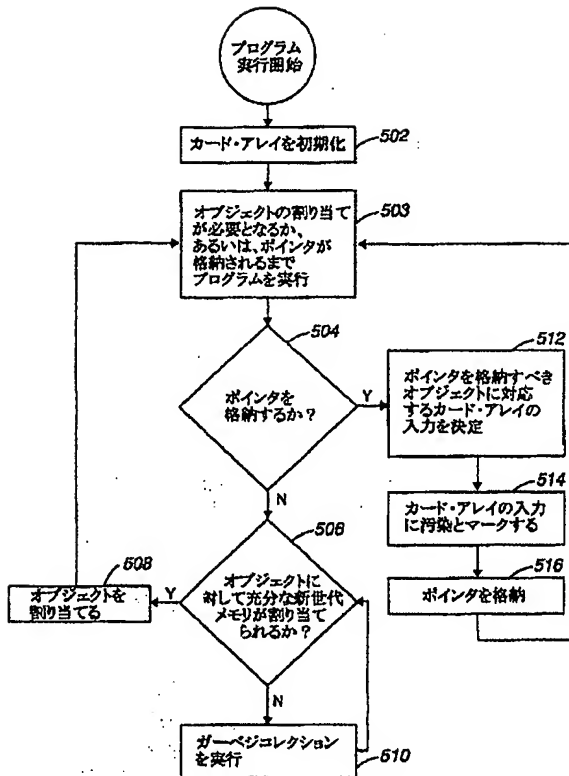 プログラム
実行開始
カード・アレイを初期化
502
オブジェクトの割り当て
が必要となるか、
あるいは、ポインタが
格納されるまで
プログラムを実行
503
504
ポインタを
格納するか?
Y
N
512
ポインタを格納すべき
オブジェクトに対応
するカード・アレイの
入力を決定
514
カード・アレイの入力
に汚染とマークする
516
ポインタを格納
506
オブジェクトに
対して充分な新世代
メモリが割り当て
られるか?
Y
N
508
オブジェクトを
割り当てる
ガーベジコレクション
を実行
510